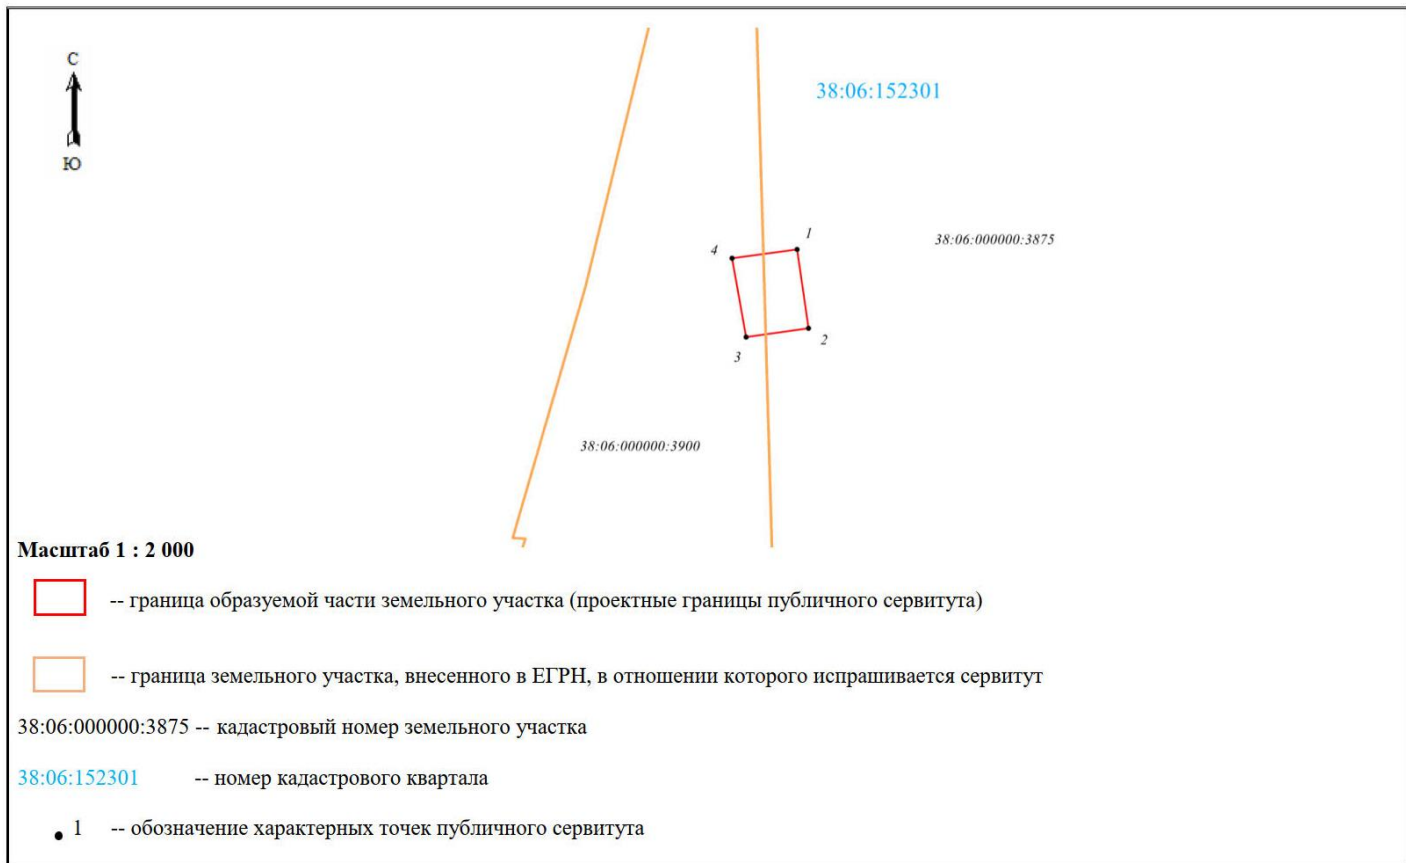 С
Ю
38:06:152301
1
38:06:000000:3875
4
2
3
38:06:000000:3900
Масштаб 1 : 2 000
-- граница образуемой части земельного участка (проектные границы публичного сервитута)
-- граница земельного участка, внесенного в ЕГРН, в отношении которого испрашивается сервитут
38:06:000000:3875 -- кадастровый номер земельного участка
38:06:152301 -- номер кадастрового квартала
1 -- обозначение характерных точек публичного сервитута